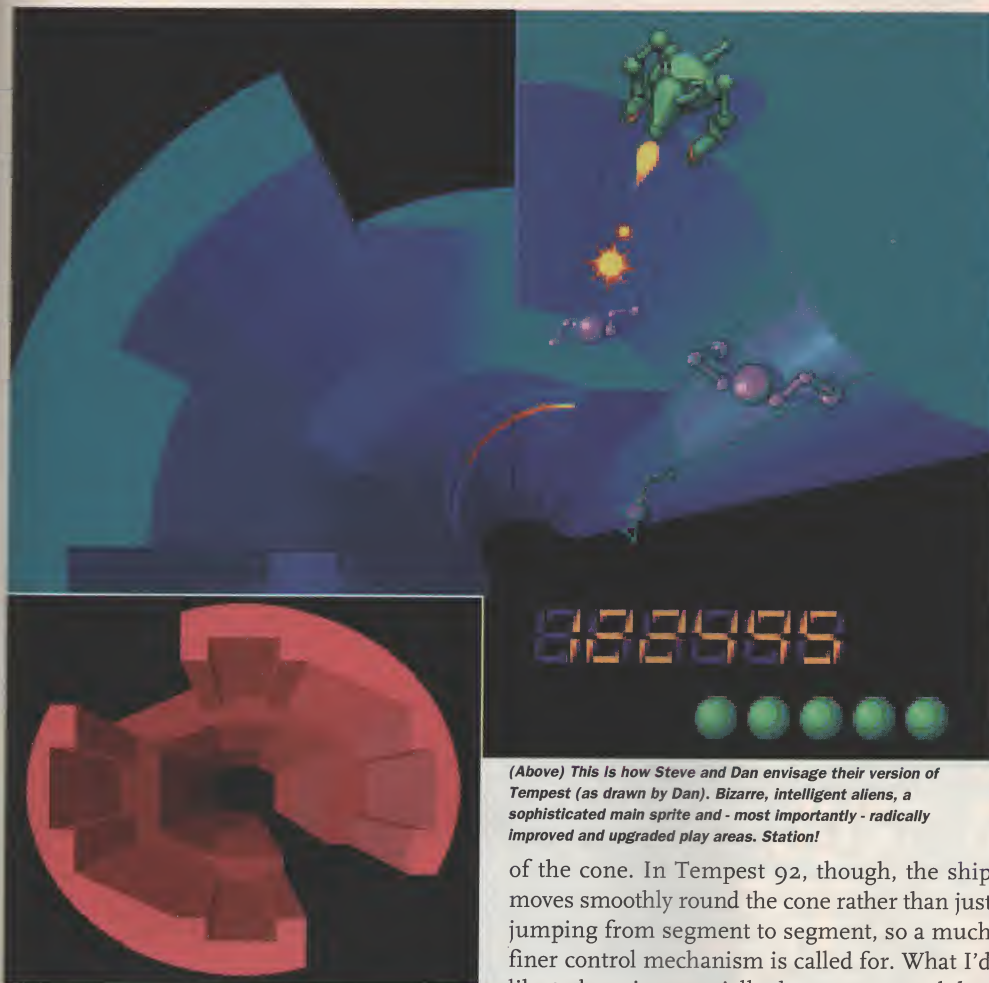 182495
(Above) This is how Steve and Dan envisage their version of
Tempest (as drawn by Dan). Bizarre, intelligent aliens, a
sophisticated main sprite and - most importantly - radically
improved and upgraded play areas. Station!
of the cone. In Tempest 92, though, the ship
moves smoothly round the cone rather than just
jumping from segment to segment, so a much
finer control mechanism is called for. What I'd